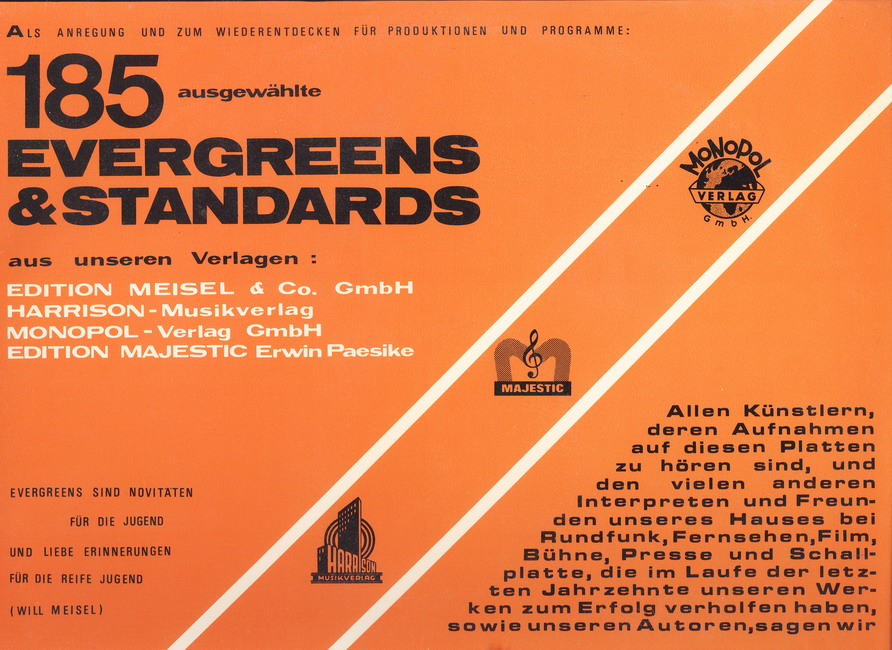 ALS ANREGUNG UND ZUM WIEDERENTDECKEN FÜR PRODUKTIONEN UND PROGRAMME:
185 ausgewählte
EVERGREENS
& STANDARDS
aus unseren Verlagen:
EDITION MEISEL & Co. GmbH
HARRISON-Musikverlag
MONOPOL-Verlag GmbH
EDITION MAJESTIC Erwin Paesike
MONOPOL
VERLAG
GmbH.
MAJESTIC
HARRISON
MUSIKVERLAG
EVERGREENS SIND NOVITÄTEN
FÜR DIE JUGEND
UND LIEBE ERINNERUNGEN
FÜR DIE REIFE JUGEND
(WILL MEISEL)
Allen Künstlern,
deren Aufnahmen
auf diesen Platten
zu hören sind, und
den vielen anderen
Interpreten und Freun-
den unseres Hauses bei
Rundfunk, Fernsehen, Film,
Bühne, Presse und Schall-
platte, die im Laufe der letz-
ten Jahrzehnte unseren Wer-
ken zum Erfolg verholfen haben,
sowie unseren Autoren, sagen wir